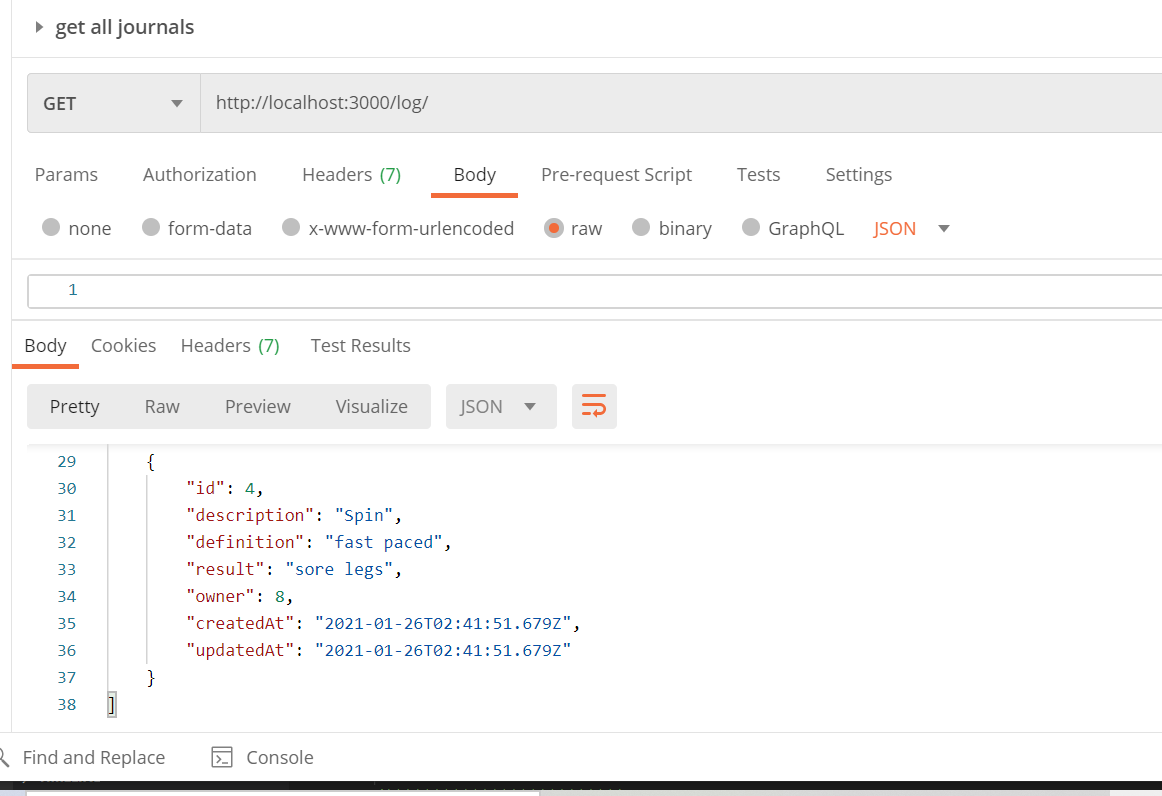 get all journals
GET http://localhost:3000/log/
Params Authorization Headers (7) Body Pre-request Script Tests Settings
none form-data x-www-form-urlencoded raw binary GraphQL JSON
1
Body Cookies Headers (7) Test Results
Pretty Raw Preview Visualize JSON
29 {
30 "id": 4,
31 "description": "Spin",
32 "definition": "fast paced",
33 "result": "sore legs",
34 "owner": 8,
35 "createdAt": "2021-01-26T02:41:51.679Z",
36 "updatedAt": "2021-01-26T02:41:51.679Z"
37 }
38 ]
Find and Replace Console